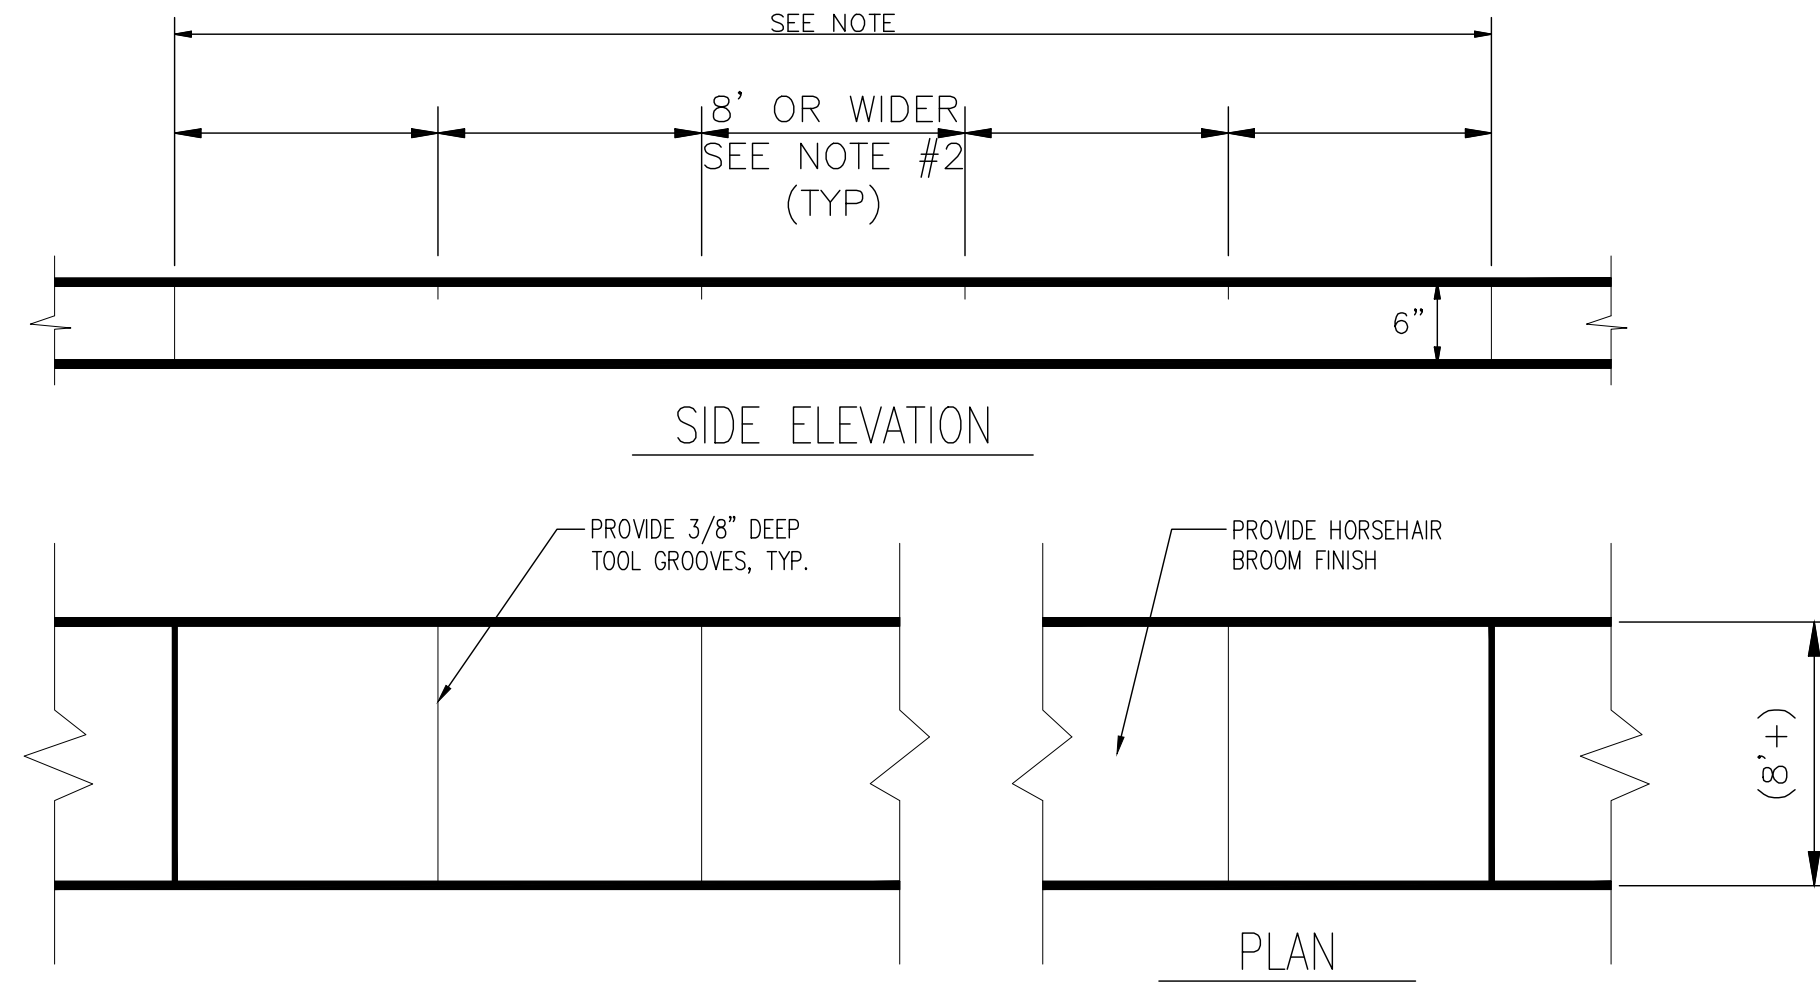 SEE NOTE
8' OR WIDER
SEE NOTE #2
(TYP)
6"
SIDE ELEVATION
PROVIDE 3/8" DEEP
TOOL GROOVES, TYP.
PROVIDE HORSEHAIR
BROOM FINISH
(8'+)
PLAN